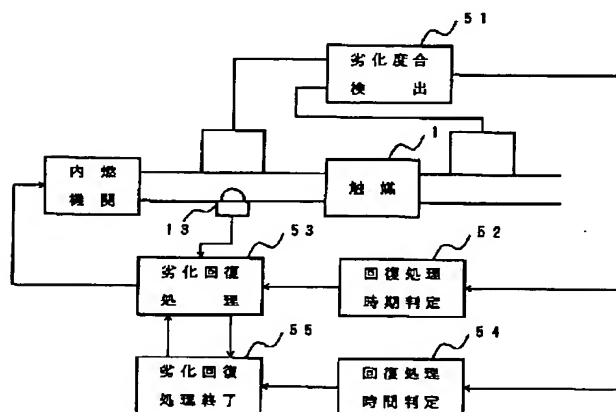 51
劣化度合
検出
内燃
機関
1
触媒
13
53
劣化回復
処理
52
回復処理
時期判定
55
劣化回復
処理終了
54
回復処理
時間判定